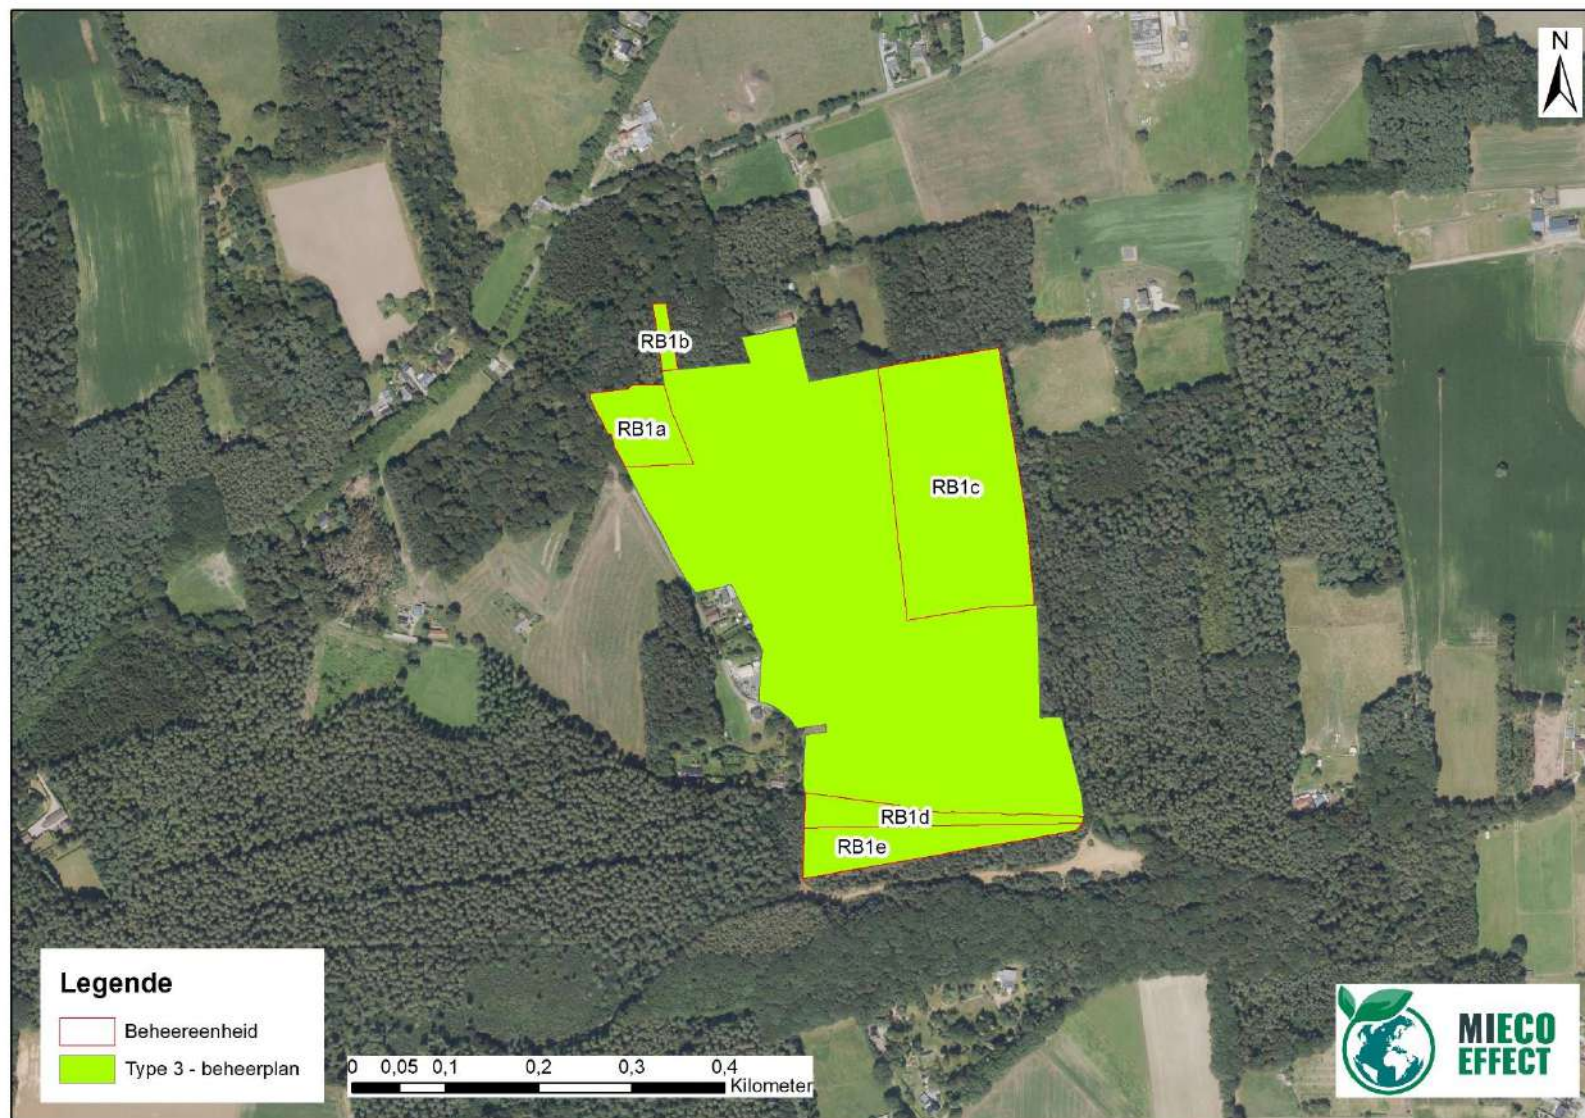 N
RB1b
RB1a
RB1c
RB1d
RB1e
Legende
Beheereenheid
Type 3 - beheerplan
0 0,05 0,1 0,2 0,3 0,4
Kilometer
MIECO
EFFECT